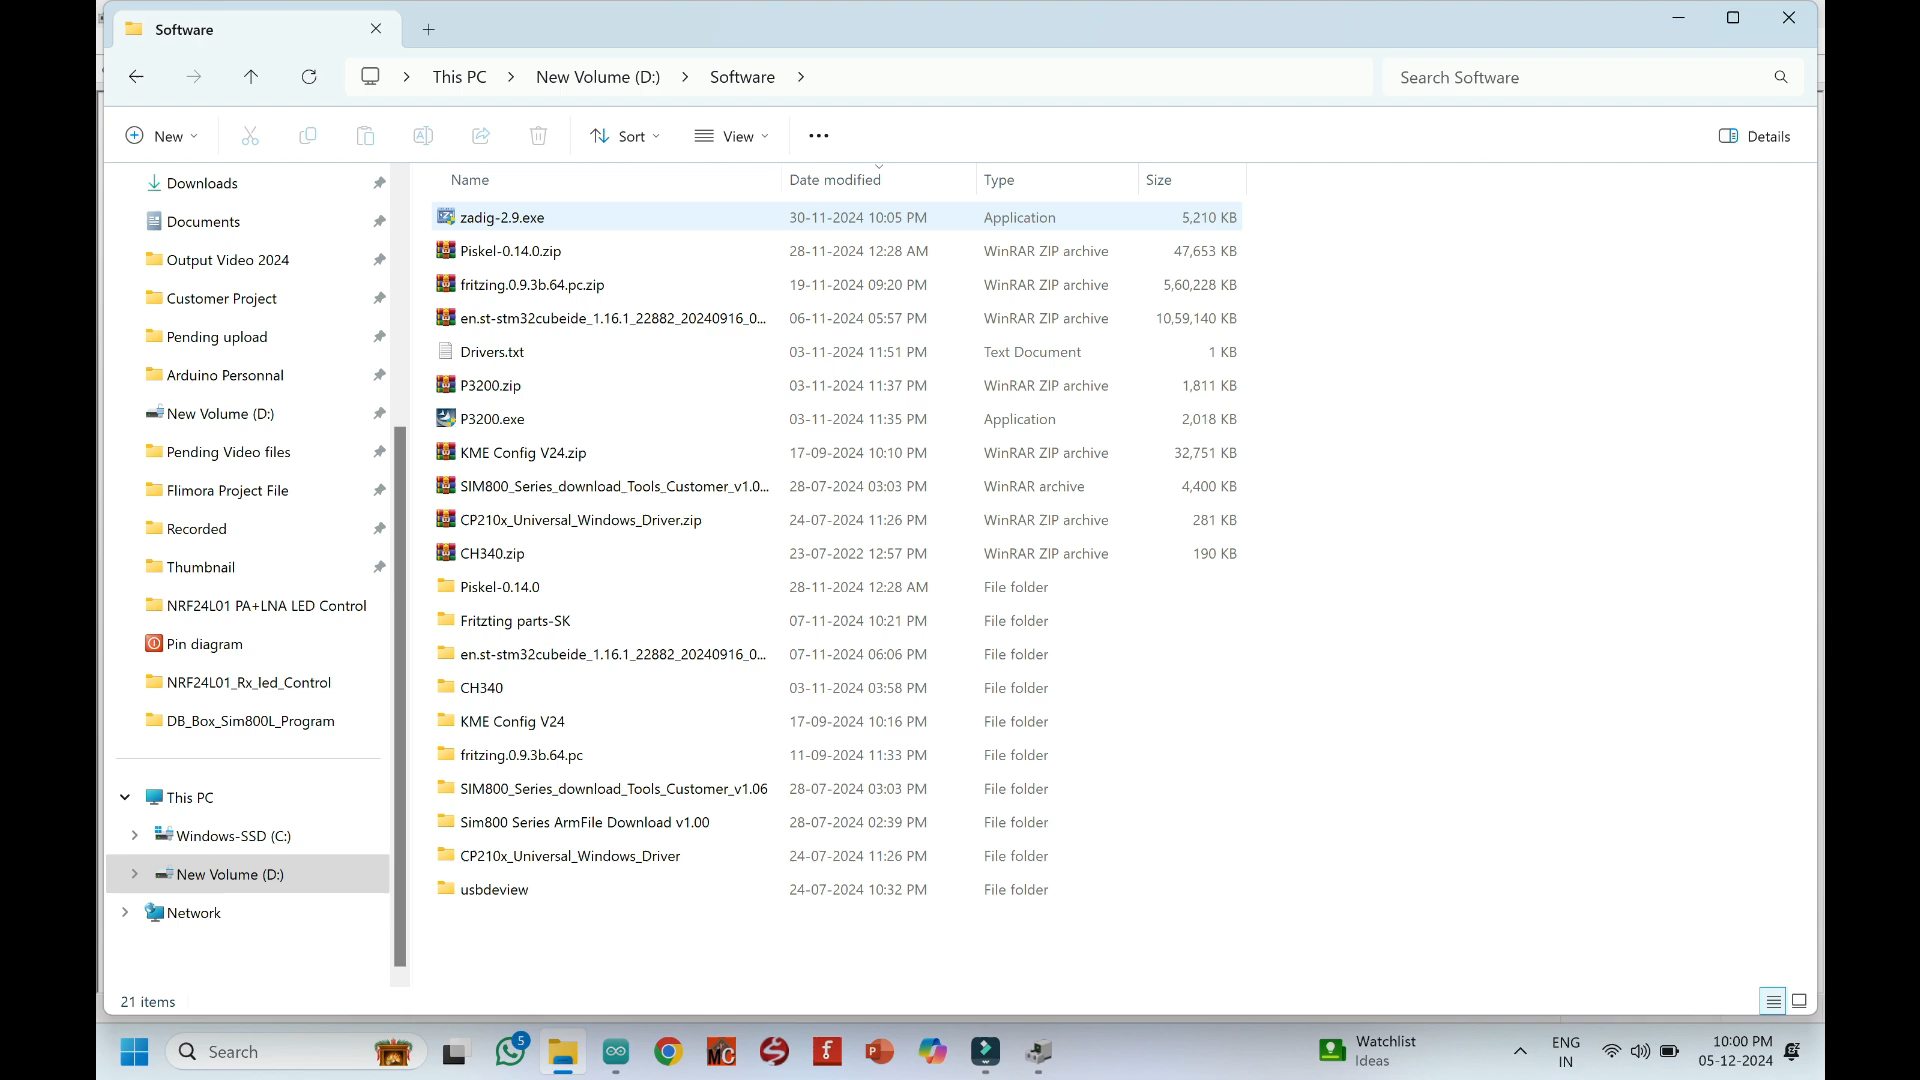 Software
This PC > New Volume (D:) > Software >
Search Software
New
Sort
View
Details
Name Date modified Type Size
zadig-2.9.exe 30-11-2024 10:05 PM Application 5,210 KB
Piskel-0.14.0.zip 28-11-2024 12:28 AM WinRAR ZIP archive 47,653 KB
fritzing.0.9.3b.64.pc.zip 19-11-2024 09:20 PM WinRAR ZIP archive 5,60,228 KB
en.st-stm32cubeide_1.16.1_22882_20240916_0... 06-11-2024 05:57 PM WinRAR ZIP archive 10,59,140 KB
Drivers.txt 03-11-2024 11:51 PM Text Document 1 KB
P3200.zip 03-11-2024 11:37 PM WinRAR ZIP archive 1,811 KB
P3200.exe 03-11-2024 11:35 PM Application 2,018 KB
KME Config V24.zip 17-09-2024 10:10 PM WinRAR ZIP archive 32,751 KB
SIM800_Series_download_Tools_Customer_v1.0... 28-07-2024 03:03 PM WinRAR archive 4,400 KB
CP210x_Universal_Windows_Driver.zip 24-07-2024 11:26 PM WinRAR ZIP archive 281 KB
CH340.zip 23-07-2022 12:57 PM WinRAR ZIP archive 190 KB
Piskel-0.14.0 28-11-2024 12:28 AM File folder
Fritzting parts-SK 07-11-2024 10:21 PM File folder
en.st-stm32cubeide_1.16.1_22882_20240916_0... 07-11-2024 06:06 PM File folder
CH340 03-11-2024 03:58 PM File folder
KME Config V24 17-09-2024 10:16 PM File folder
fritzing.0.9.3b.64.pc 11-09-2024 11:33 PM File folder
SIM800_Series_download_Tools_Customer_v1.06 28-07-2024 03:03 PM File folder
Sim800 Series ArmFile Download v1.00 28-07-2024 02:39 PM File folder
CP210x_Universal_Windows_Driver 24-07-2024 11:26 PM File folder
usbdeview 24-07-2024 10:32 PM File folder
Downloads
Documents
Output Video 2024
Customer Project
Pending upload
Arduino Personnal
New Volume (D:)
Pending Video files
Flimora Project File
Recorded
Thumbnail
NRF24L01 PA+LNA LED Control
Pin diagram
NRF24L01_Rx_led_Control
DB_Box_Sim800L_Program
This PC
Windows-SSD (C:)
New Volume (D:)
Network
21 items
Search
5
MC
f
P
Watchlist
Ideas
ENG
IN
10:00 PM
05-12-2024